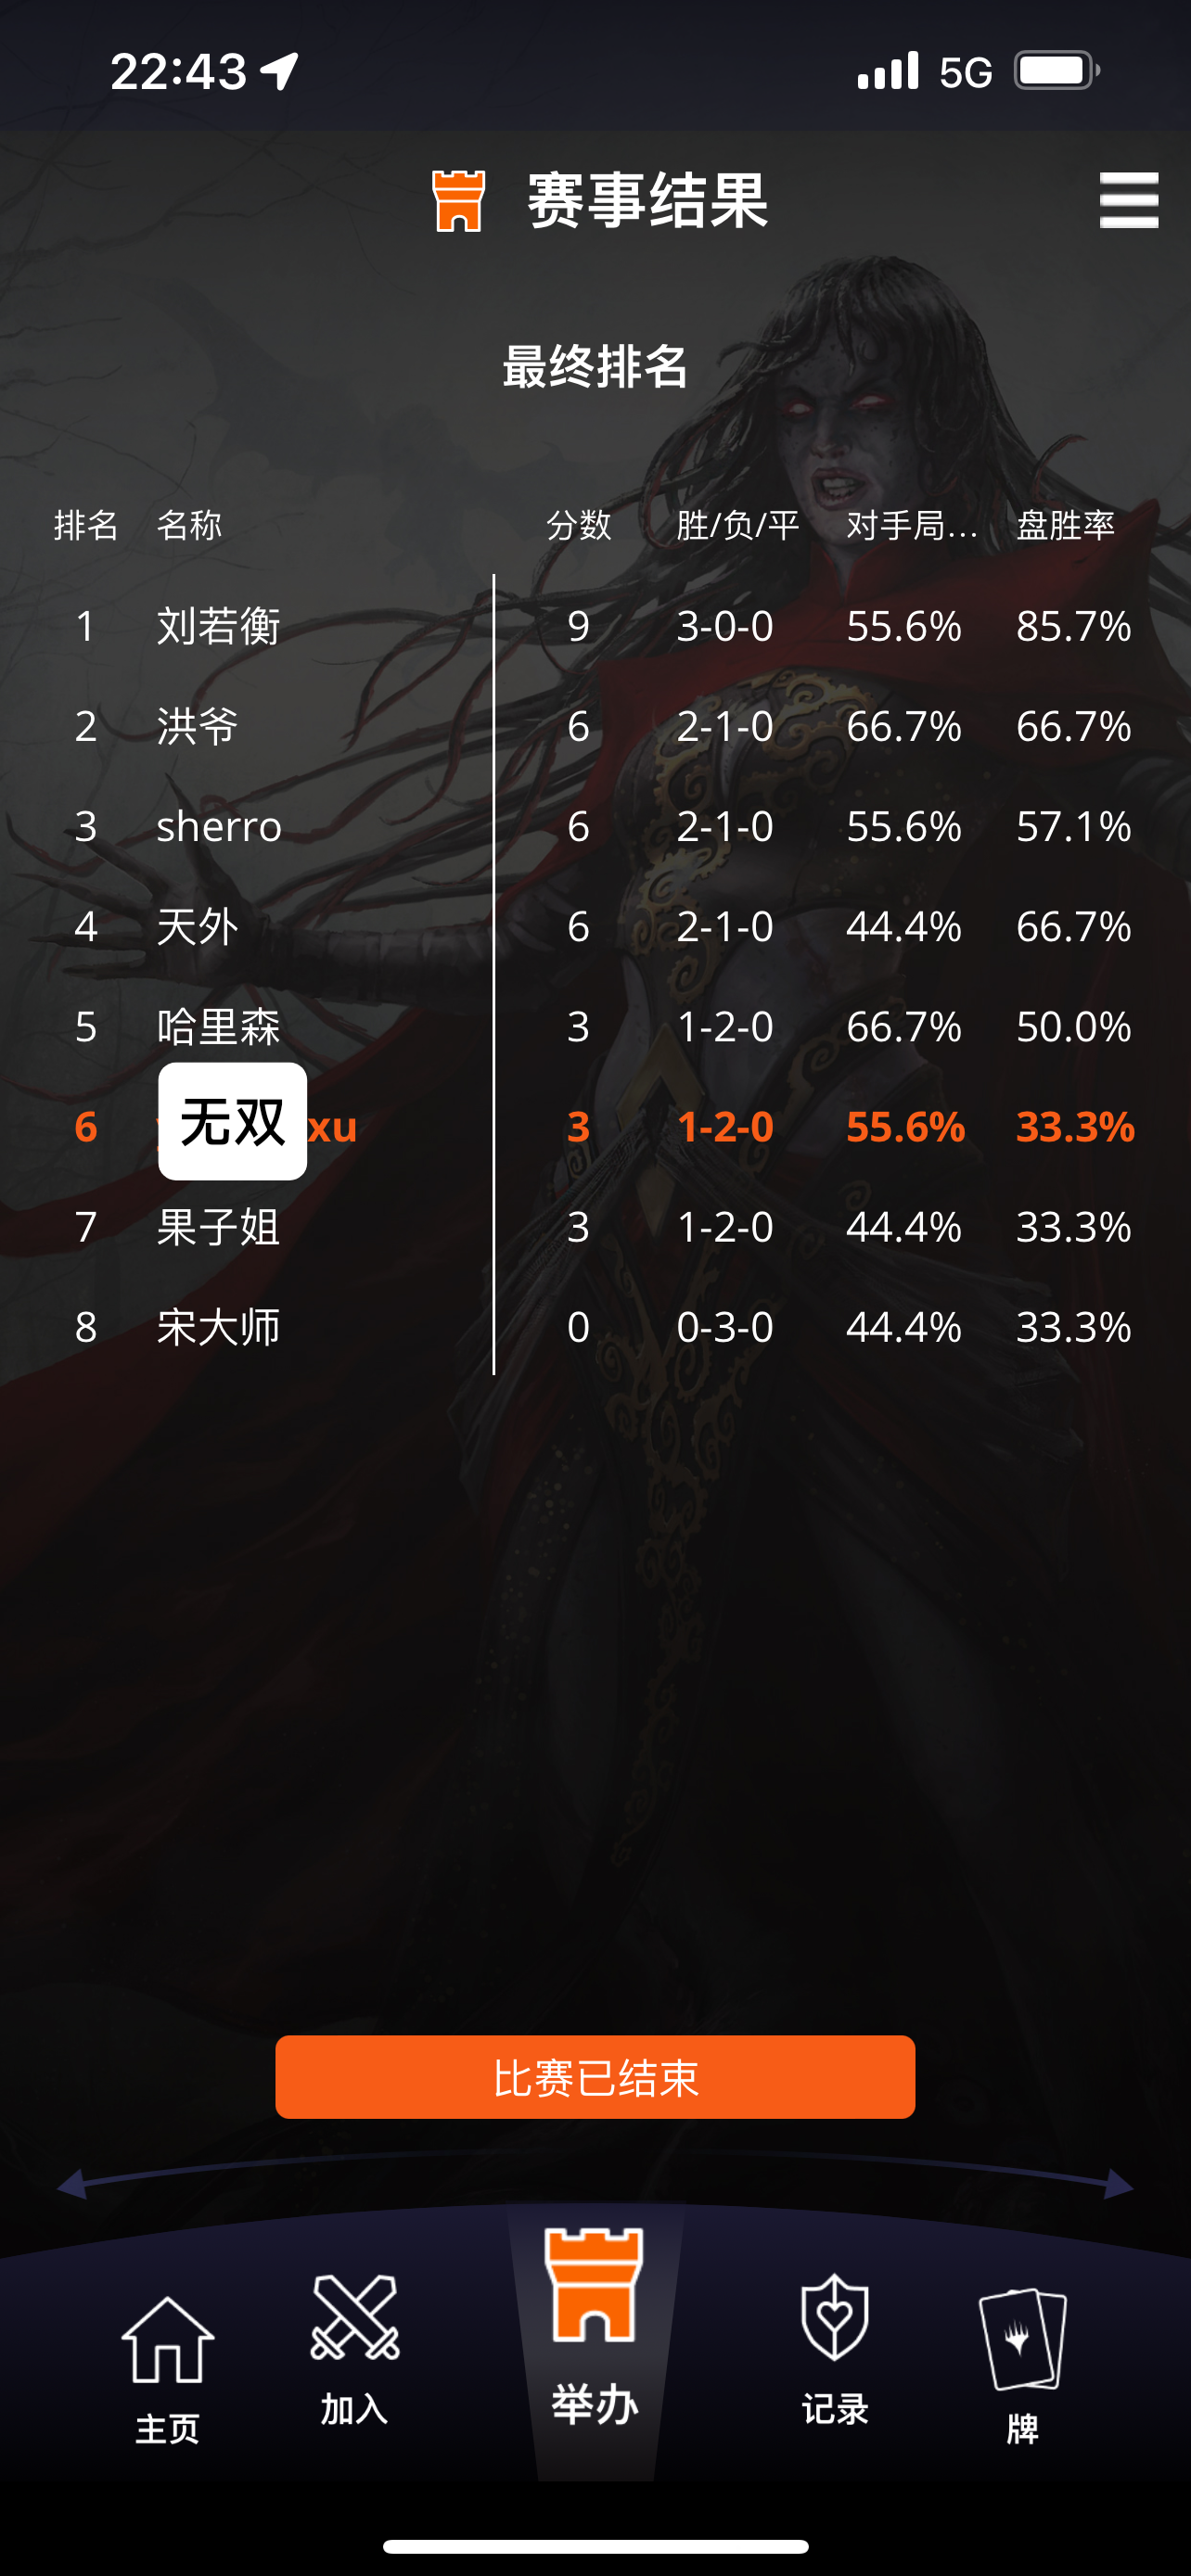 22:43 5G
赛事结果
最终排名
排名 名称 分数 胜/负/平 对手局... 盘胜率
1 刘若衡 9 3-0-0 55.6% 85.7%
2 洪爷 6 2-1-0 66.7% 66.7%
3 sherro 6 2-1-0 55.6% 57.1%
4 天外 6 2-1-0 44.4% 66.7%
5 哈里森 3 1-2-0 66.7% 50.0%
6 无双 xu 3 1-2-0 55.6% 33.3%
7 果子姐 3 1-2-0 44.4% 33.3%
8 宋大师 0 0-3-0 44.4% 33.3%
比赛已结束
主页 加入 举办 记录 牌